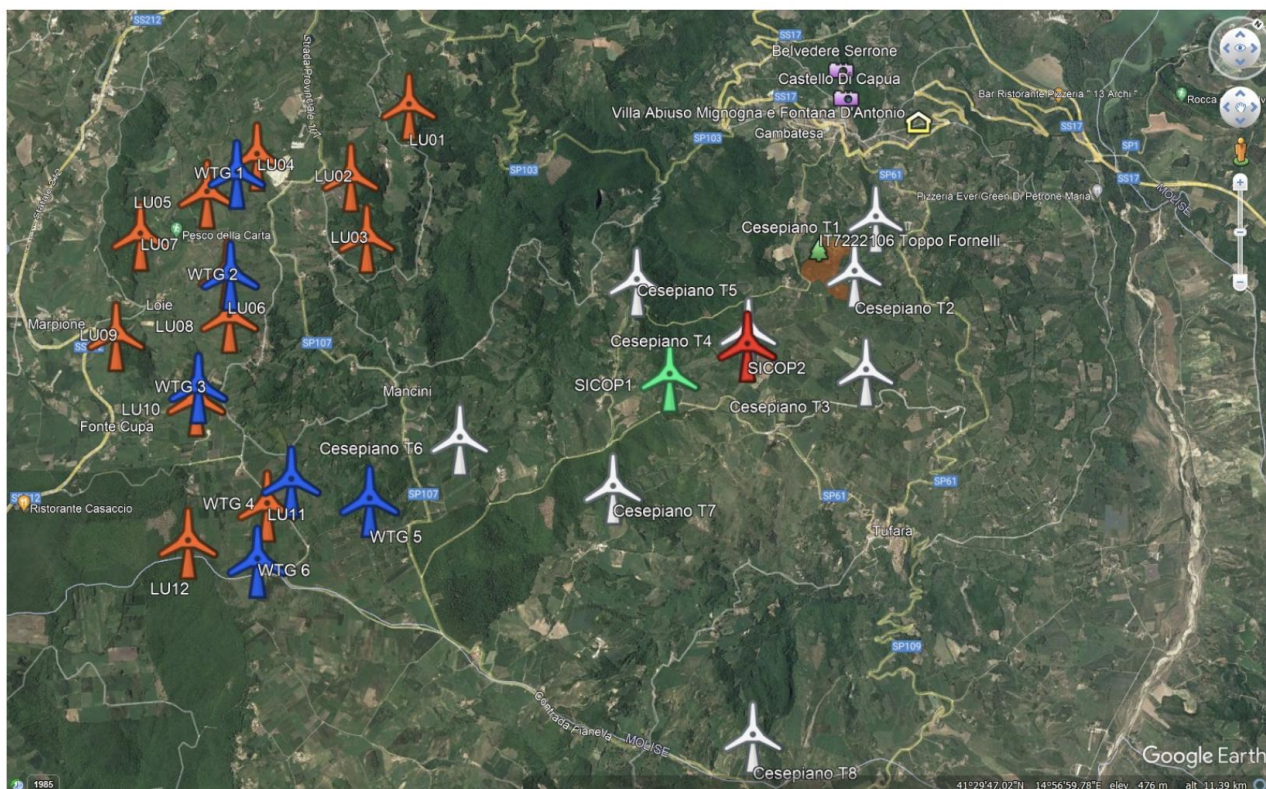 SS212
SS17
Belvedere Serrone
Castello Di Capua
SS17
Bar Ristorante Pizzeria " 13 Archi "
Rocca
Villa Abiuso Mignogna e Fontana D'Antonio
Gambatesa
SS17
SP103
SP1
LU01
LU04
WTG 1
LU02
SP103
SP61
SS17
MOLISE
Pizzeria Ever Green Di Petrone Maria
LU05
Pesco della Carta
LU07
LU03
Cesepiano T1
IT7222106 Toppo Fornelli
WTG 2
Cesepiano T5
Loie
LU06
Cesepiano T2
Marpione
LU08
LU09
SP107
Cesepiano T4
SICOP2
WTG 3
Mancini
SICOP1
LU10
Cesepiano T3
Fonte Cupa
Cesepiano T6
SP61
SP107
SP61
Ristorante Casaccio
WTG 4
LU11
Cesepiano T7
WTG 5
Tufara
WTG 6
LU12
SP109
Contrada Pianella
MOLISE
Google Earth
Cesepiano T8
1985
41°29'47.02"N 14°56'59.78"E elev 476 m alt 11.39 km